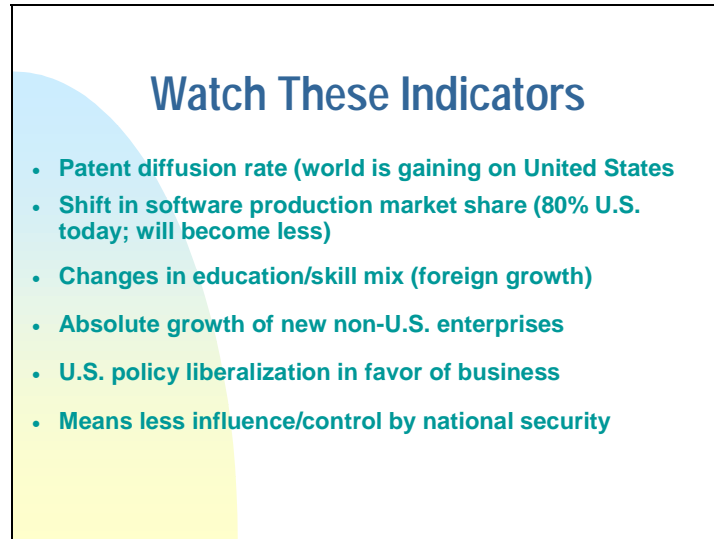 Watch These Indicators
• Patent diffusion rate (world is gaining on United States
• Shift in software production market share (80% U.S.
today; will become less)
• Changes in education/skill mix (foreign growth)
• Absolute growth of new non-U.S. enterprises
• U.S. policy liberalization in favor of business
• Means less influence/control by national security